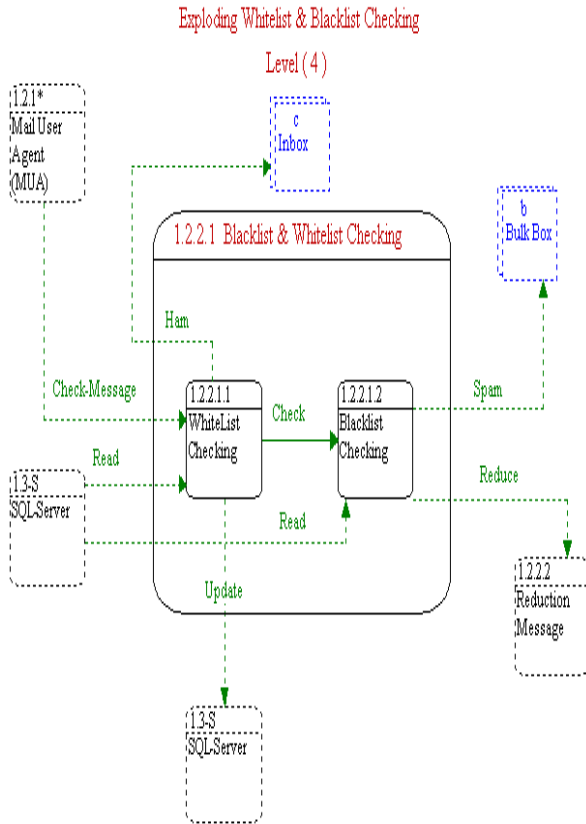 Exploding Whitelist & Blacklist Checking
Level ( 4 )
1.2.1*
Mail User
Agent
(MUA)
c
Inbox
b
Bulk Box
1.2.2.1 Blacklist & Whitelist Checking
Ham
Check-Message
1.2.2.1.1
WhiteList
Checking
Check
1.2.2.1.2
Blacklist
Checking
Spam
Read
1.3-S
SQL-Server
Read
Reduce
Update
1.2.2.2
Reduction
Message
1.3-S
SQL-Server